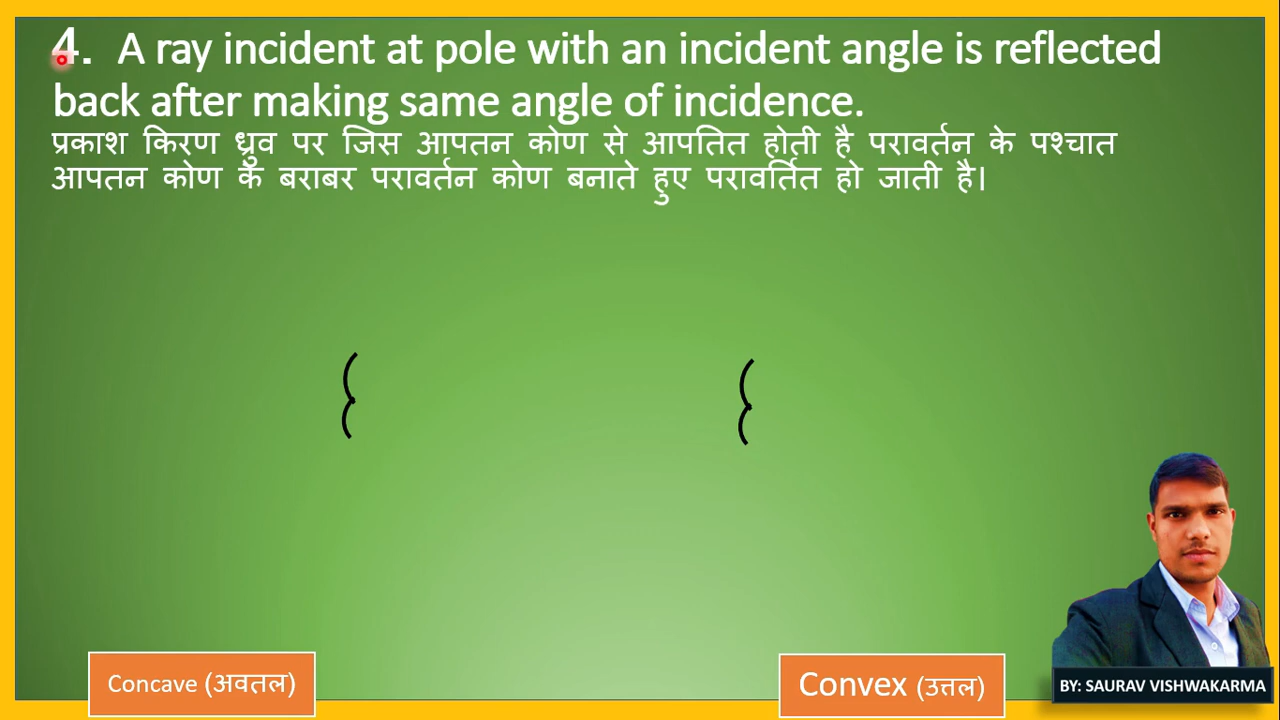 4. A ray incident at pole with an incident angle is reflected
back after making same angle of incidence.
प्रकाश किरण ध्रुव पर जिस आपतन कोण से आपतित होती है परावर्तन के पश्चात
आपतन कोण के बराबर परावर्तन कोण बनाते हुए परावर्तित हो जाती है।
Concave (अवतल)
Convex (उत्तल)
BY: SAURAV VISHWAKARMA